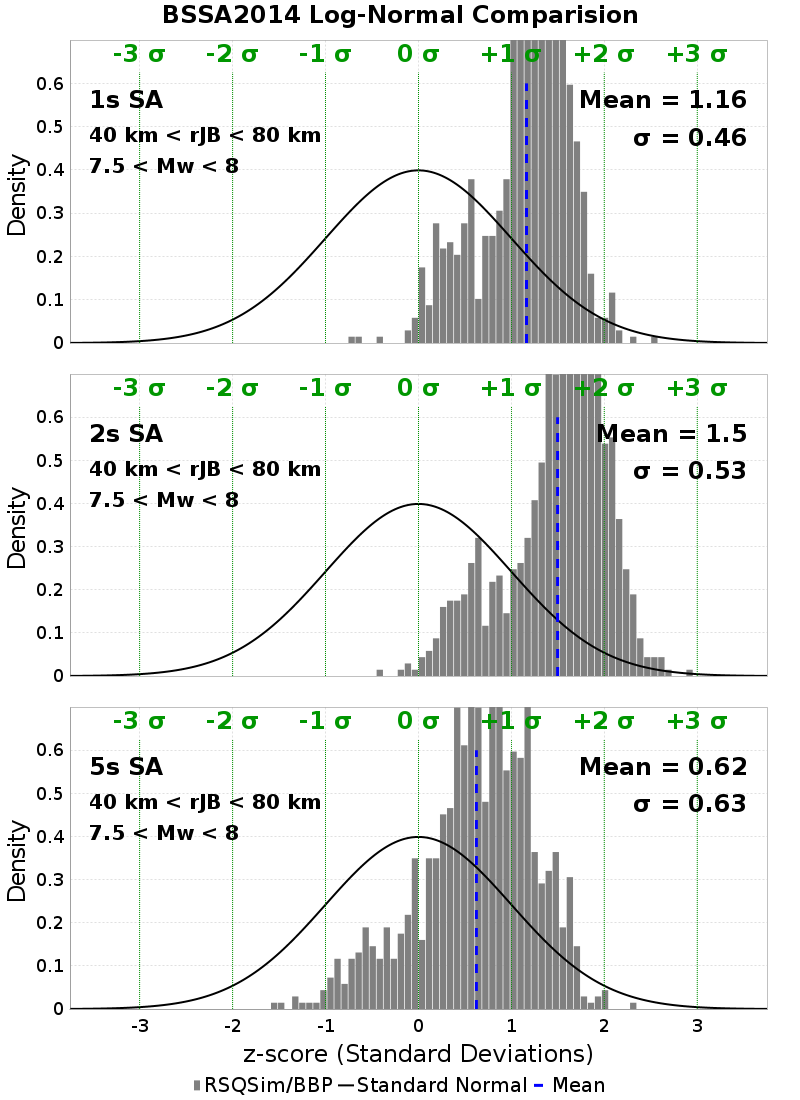 BSSA2014 Log-Normal Comparision
-3 σ -2 σ -1 σ 0 σ +1 σ +2 σ +3 σ
1s SA
Mean = 1.16
40 km < rJB < 80 km
σ = 0.46
7.5 < Mw < 8
Density
0.6
0.5
0.4
0.3
0.2
0.1
0
-3 σ -2 σ -1 σ 0 σ +1 σ +2 σ +3 σ
2s SA
Mean = 1.5
40 km < rJB < 80 km
σ = 0.53
7.5 < Mw < 8
Density
0.6
0.5
0.4
0.3
0.2
0.1
0
-3 σ -2 σ -1 σ 0 σ +1 σ +2 σ +3 σ
5s SA
Mean = 0.62
40 km < rJB < 80 km
σ = 0.63
7.5 < Mw < 8
Density
0.6
0.5
0.4
0.3
0.2
0.1
0
-3 -2 -1 0 1 2 3
z-score (Standard Deviations)
RSQSim/BBP Standard Normal Mean